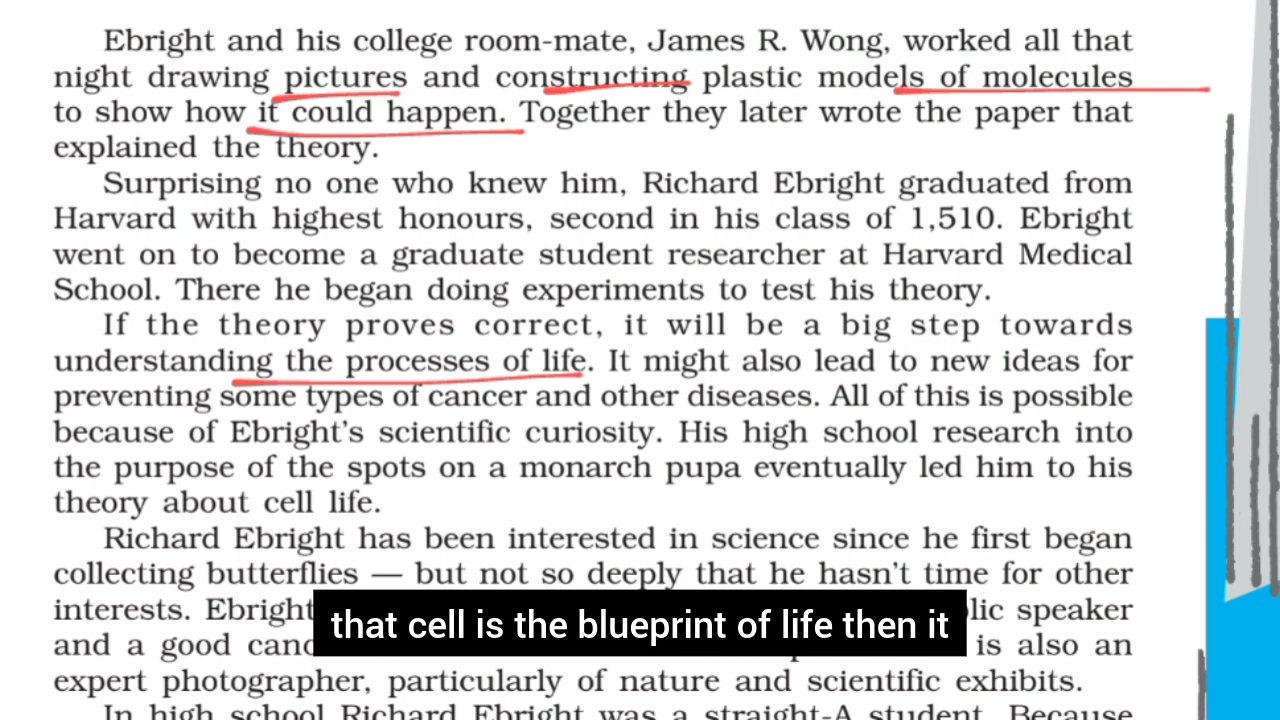 Ebright and his college room-mate, James R. Wong, worked all that
night drawing pictures and constructing plastic models of molecules
to show how it could happen. Together they later wrote the paper that
explained the theory.
Surprising no one who knew him, Richard Ebright graduated from
Harvard with highest honours, second in his class of 1,510. Ebright
went on to become a graduate student researcher at Harvard Medical
School. There he began doing experiments to test his theory.
If the theory proves correct, it will be a big step towards
understanding the processes of life. It might also lead to new ideas for
preventing some types of cancer and other diseases. All of this is possible
because of Ebright's scientific curiosity. His high school research into
the purpose of the spots on a monarch pupa eventually led him to his
theory about cell life.
Richard Ebright has been interested in science since he first began
collecting butterflies — but not so deeply that he hasn't time for other
interests. Ebright speaker
that cell is the blueprint of life then it
and a good is also an
expert photographer, particularly of nature and scientific exhibits.
In high school Richard Ebright was a straight-A student. Because